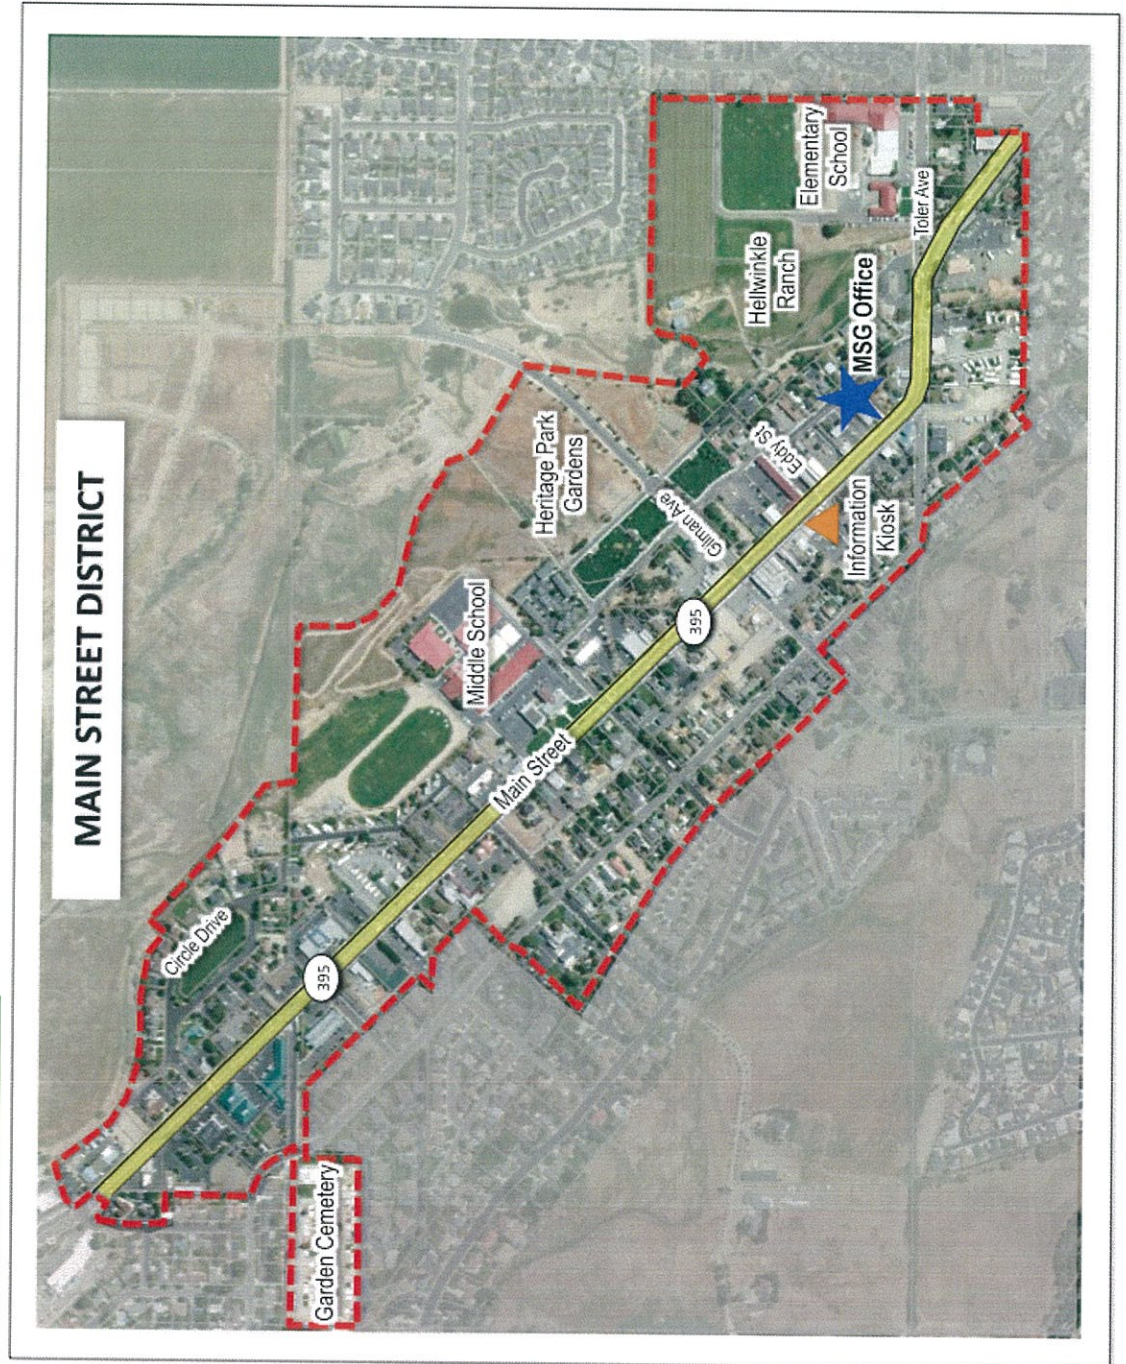 MAIN STREET DISTRICT
Circle Drive
Garden Cemetery
395
Middle School
Main Street
Heritage Park
Gardens
395
Gilman Ave
Eddy St
Hellwinkle
Ranch
Elementary
School
MSG Office
Information
Kiosk
Toler Ave